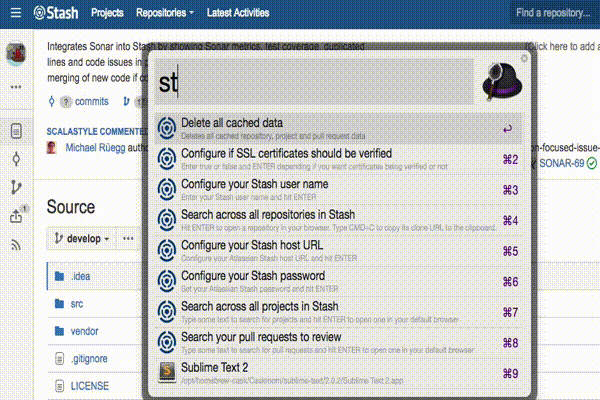 Stash Projects Repositories Latest Activities Find a repository...
Integrates Sonar into Stash by showing Sonar metrics, test coverage, duplicated
(Click here to add a
lines and code issues in p
merging of new if co
? commits
SCALASTYLE COMMENTED
Michael Rüegg autho
on-focused-issue-
SONAR-69
Source
develop
.idea
src
vendor
.gitignore
LICENSE
1
st
Delete all cached data
Deletes all cached repository, project and pull request data
Configure if SSL certificates should be verified ⌘2
Enter true or false and ENTER depending if you want certificates being verified or not
Configure your Stash user name ⌘3
Enter your Stash user name and hit ENTER
Search across all repositories in Stash ⌘4
Hit ENTER to open a repository in your browser. Type CMD+C to copy its clone URL to the clipboard.
Configure your Stash host URL ⌘5
Configure your Atlassian Stash host URL and hit ENTER
Configure your Stash password ⌘6
Set your Atlassian Stash password and hit ENTER
Search across all projects in Stash ⌘7
Type some text to search for projects and hit ENTER to open one in your default browser
Search your pull requests to review ⌘8
Type some text to search for pull requests and hit ENTER to open one in your default browser
Sublime Text 2 ⌘9
/opt/homebrew-cask/Caskroom/sublime-text/2.0.2/Sublime Text 2.app